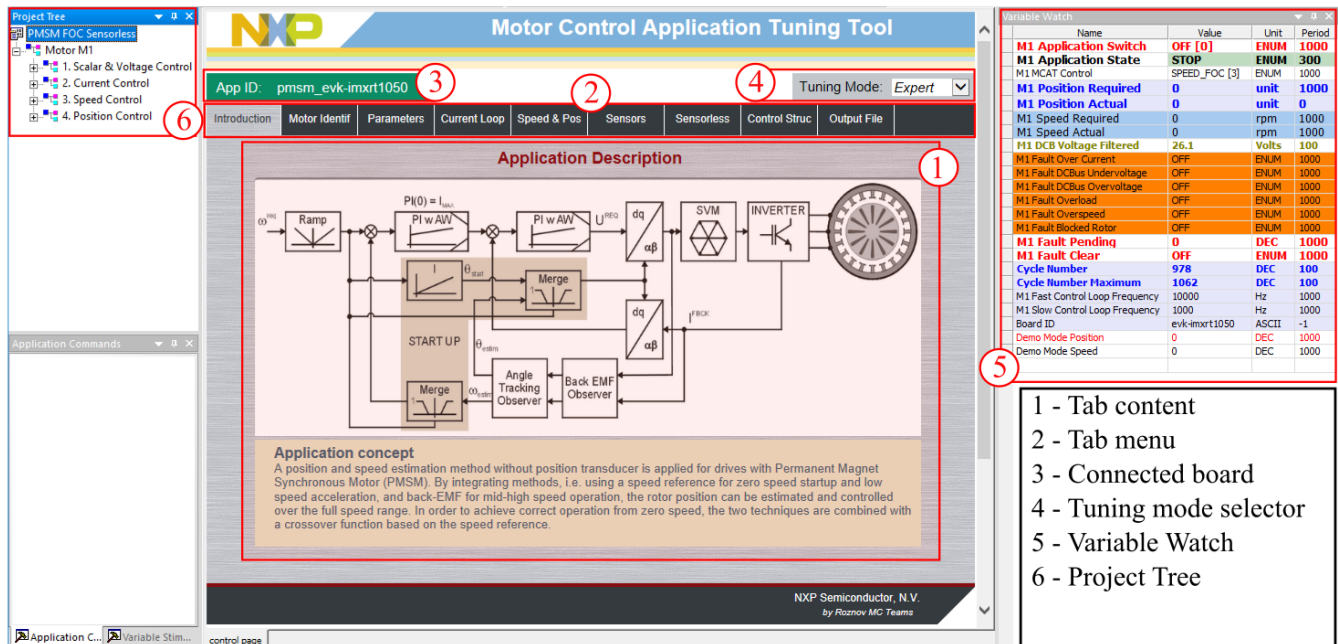 Project Tree
PMSM FOC Sensorless
Motor M1
1. Scalar & Voltage Control
2. Current Control
3. Speed Control
4. Position Control
6
Application Commands
Application C...
Variable Stim...
NXP
Motor Control Application Tuning Tool
App ID: pmsm_evk-imxrt1050
3
4
Tuning Mode: Expert
2
Introduction Motor Identif Parameters Current Loop Speed & Pos Sensors Sensorless Control Struc Output File
1
Application Description
PI(0) = I
ω
Ramp
PI w AW
PI w AW
U REQ
dq
αβ
SVM
INVERTER
I
θstart
Merge
1
dq
αβ
I FBCK
START UP
θestim
Merge
1
ωestim
Angle
Tracking
Observer
Back EMF
Observer
Application concept
A position and speed estimation method without position transducer is applied for drives with Permanent Magnet
Synchronous Motor (PMSM). By integrating methods, i.e. using a speed reference for zero speed startup and low
speed acceleration, and back-EMF for mid-high speed operation, the rotor position can be estimated and controlled
over the full speed range. In order to achieve correct operation from zero speed, the two techniques are combined with
a crossover function based on the speed reference.
NXP Semiconductor, N.V.
by Roznov MC Teams
control page
Variable Watch
Name Value Unit Period
M1 Application Switch OFF [0] ENUM 1000
M1 Application State STOP ENUM 300
M1 MCAT Control SPEED_FOC [3] ENUM 1000
M1 Position Required 0 unit 1000
M1 Position Actual 0 unit 0
M1 Speed Required 0 rpm 1000
M1 Speed Actual 0 rpm 1000
M1 DCB Voltage Filtered 26.1 Volts 100
M1 Fault Over Current OFF ENUM 1000
M1 Fault DCBus Undervoltage OFF ENUM 1000
M1 Fault DCBus Overvoltage OFF ENUM 1000
M1 Fault Overload OFF ENUM 1000
M1 Fault Overspeed OFF ENUM 1000
M1 Fault Blocked Rotor OFF ENUM 1000
M1 Fault Pending 0 DEC 1000
M1 Fault Clear OFF ENUM 1000
Cycle Number 978 DEC 100
Cycle Number Maximum 1062 DEC 100
M1 Fast Control Loop Frequency 10000 Hz 1000
M1 Slow Control Loop Frequency 1000 Hz 1000
Board ID evk-imxrt1050 ASCII -1
Demo Mode Position 0 DEC 1000
Demo Mode Speed 0 DEC 1000
5
1 - Tab content
2 - Tab menu
3 - Connected board
4 - Tuning mode selector
5 - Variable Watch
6 - Project Tree